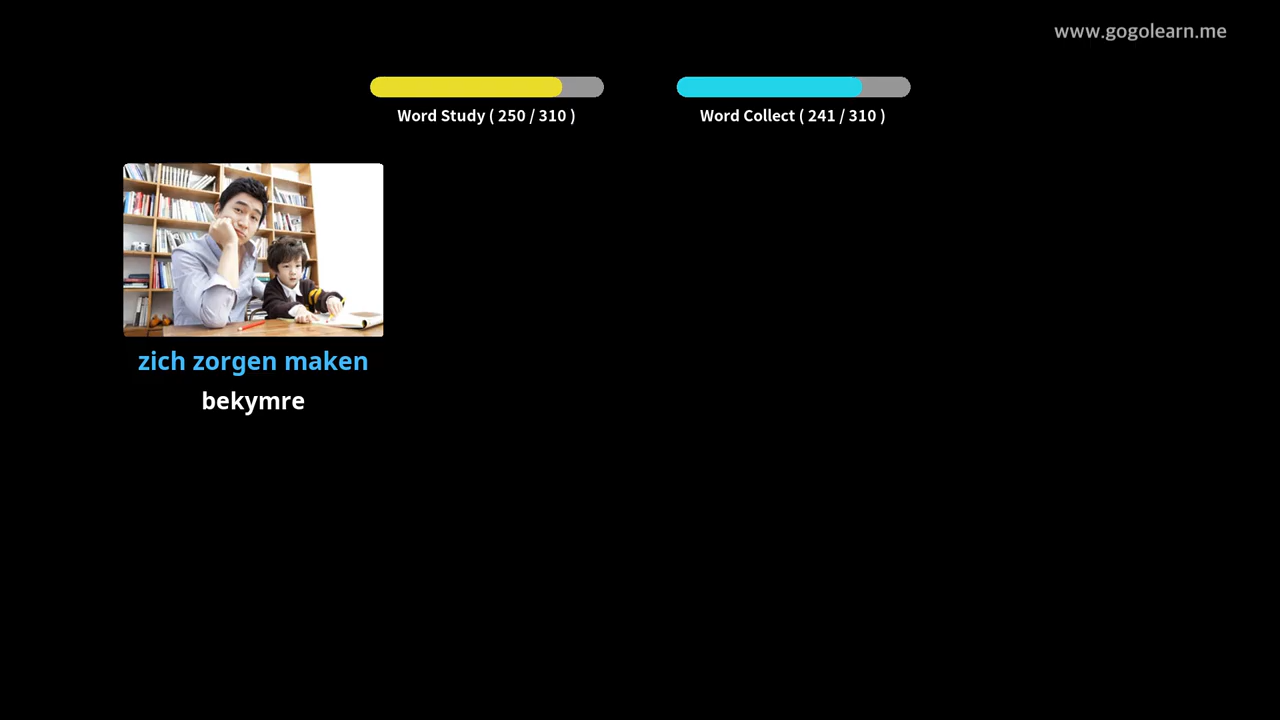 www.gogolearn.me
Word Study ( 250 / 310 )
Word Collect ( 241 / 310 )
zich zorgen maken
bekymre